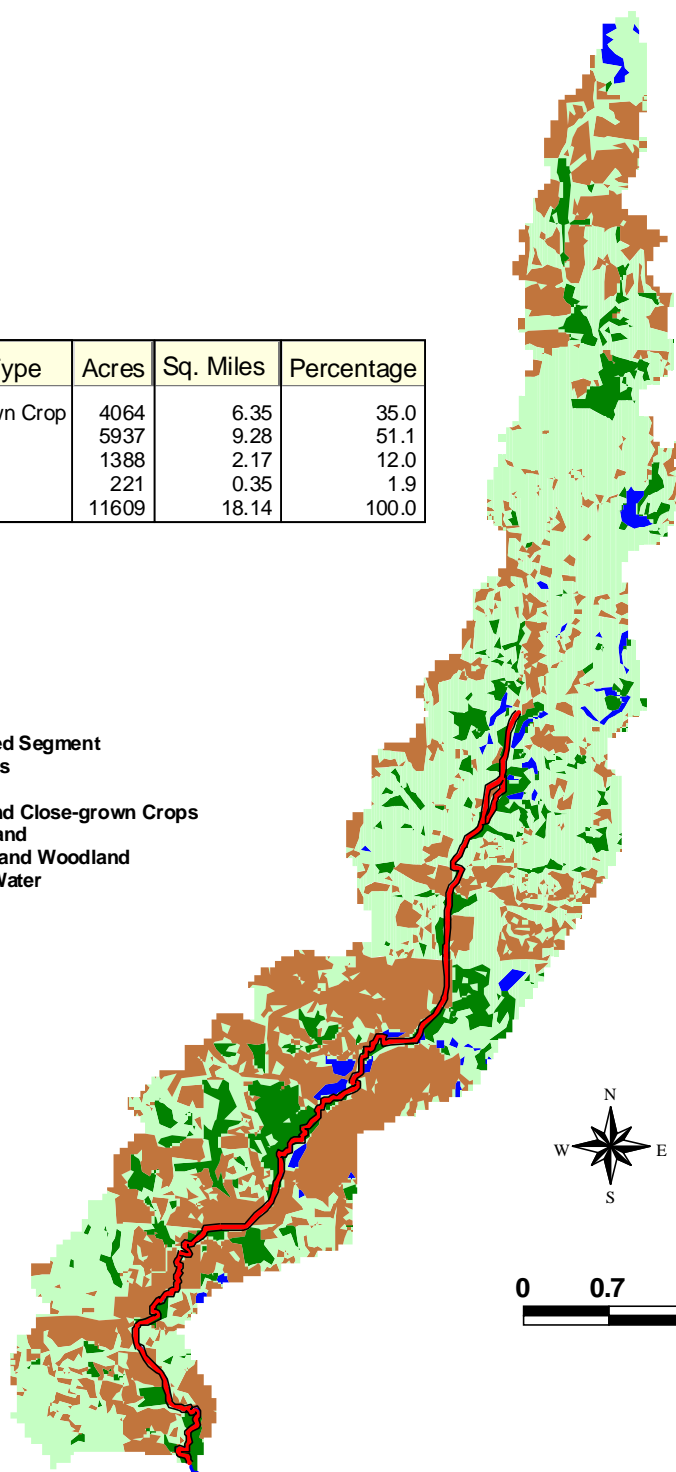 ype Acres Sq. Miles Percentage
wn Crop 4064 6.35 35.0
5937 9.28 51.1
1388 2.17 12.0
221 0.35 1.9
11609 18.14 100.0
ed Segment
s
nd Close-grown Crops
and
and Woodland
Water
N
W E
S
0 0.7